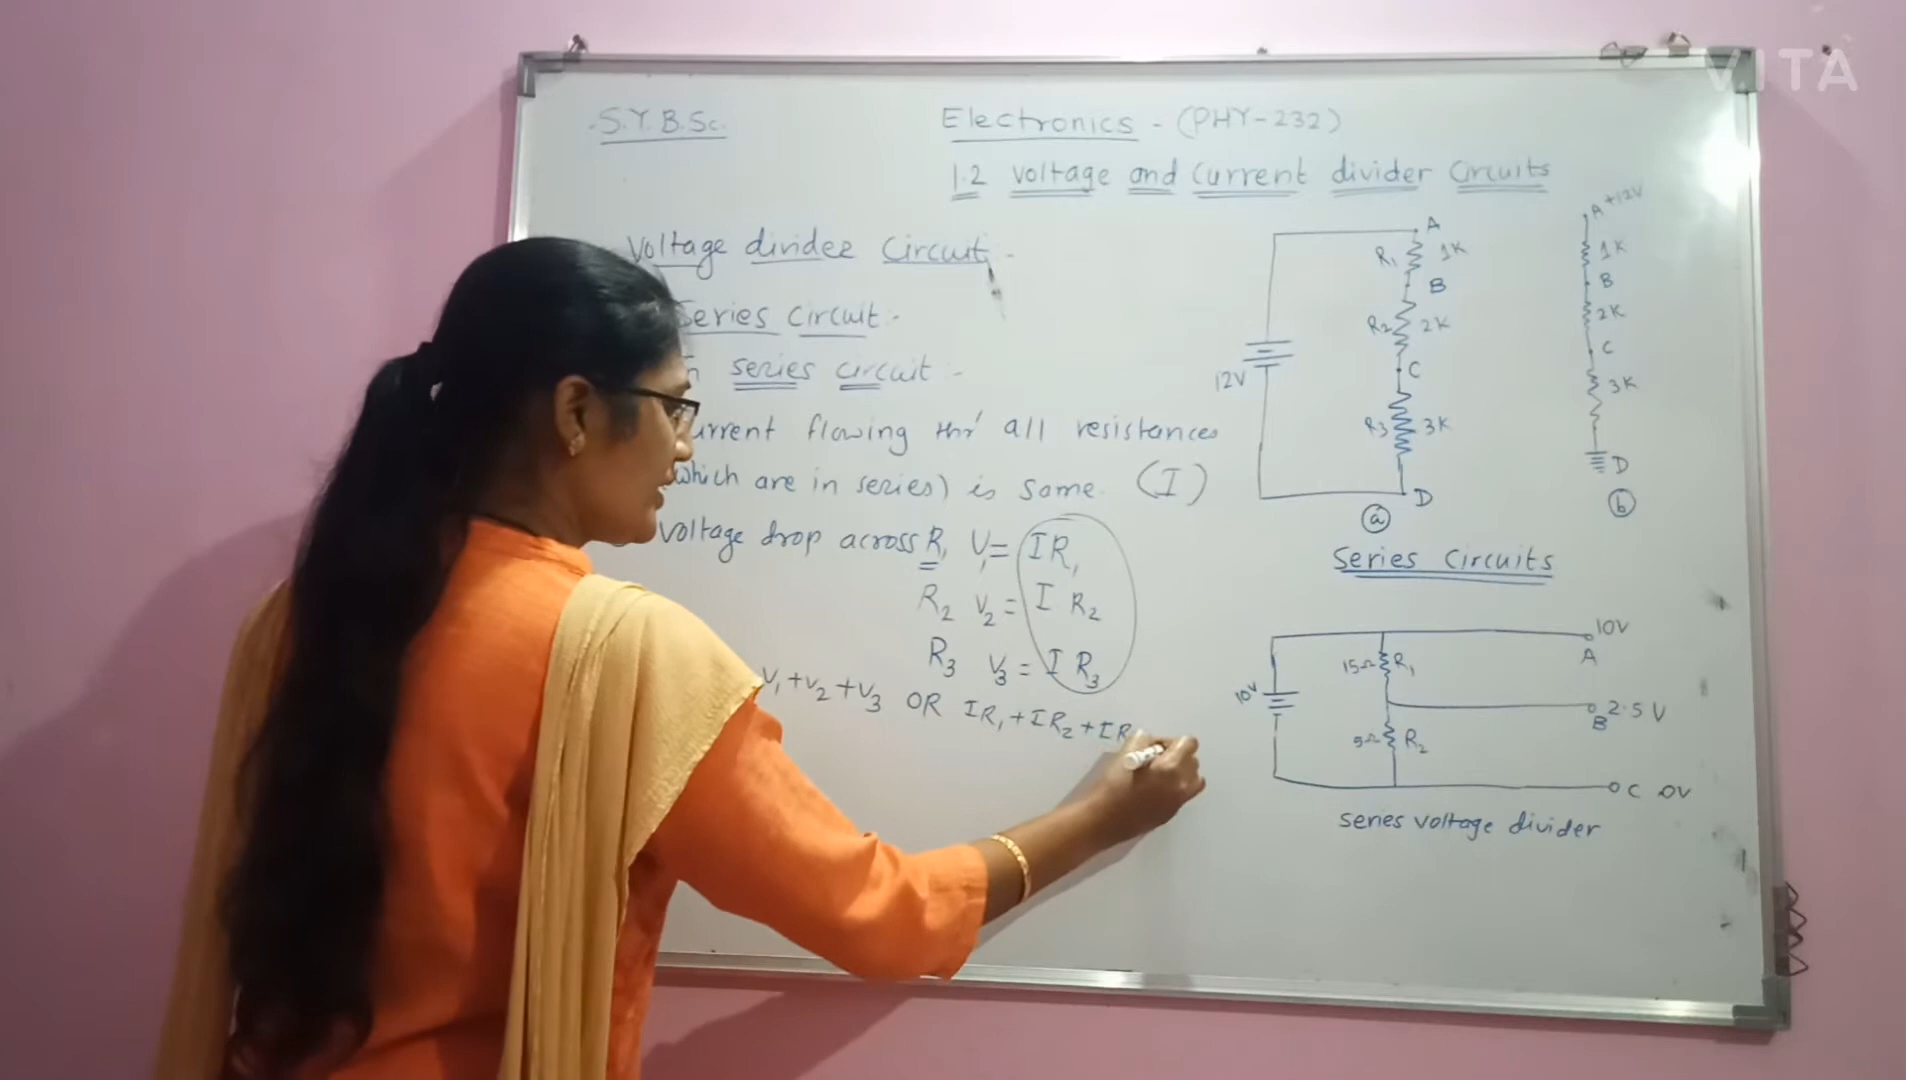 VITA
S.Y.B.Sc.
Electronics - (PHY-232)
1.2 voltage and current divider circuits
Voltage divider circuit :-
Series circuit :-
series circuit :-
current flowing thr' all resistances
which are in series) is same (I)
voltage drop across R1 V1 = IR1
R2 V2 = I R2
R3 V3 = I R3
V1 + V2 + V3 OR IR1 + IR2 + IR
A
R1 1K
B
R2 2K
C
R3 3K
D
12V
(a)
A +12V
1K
B
2K
C
3K
D
(b)
Series Circuits
10V
A
15Ω R1
10V
2.5 V
B
R2
C 0V
series voltage divider